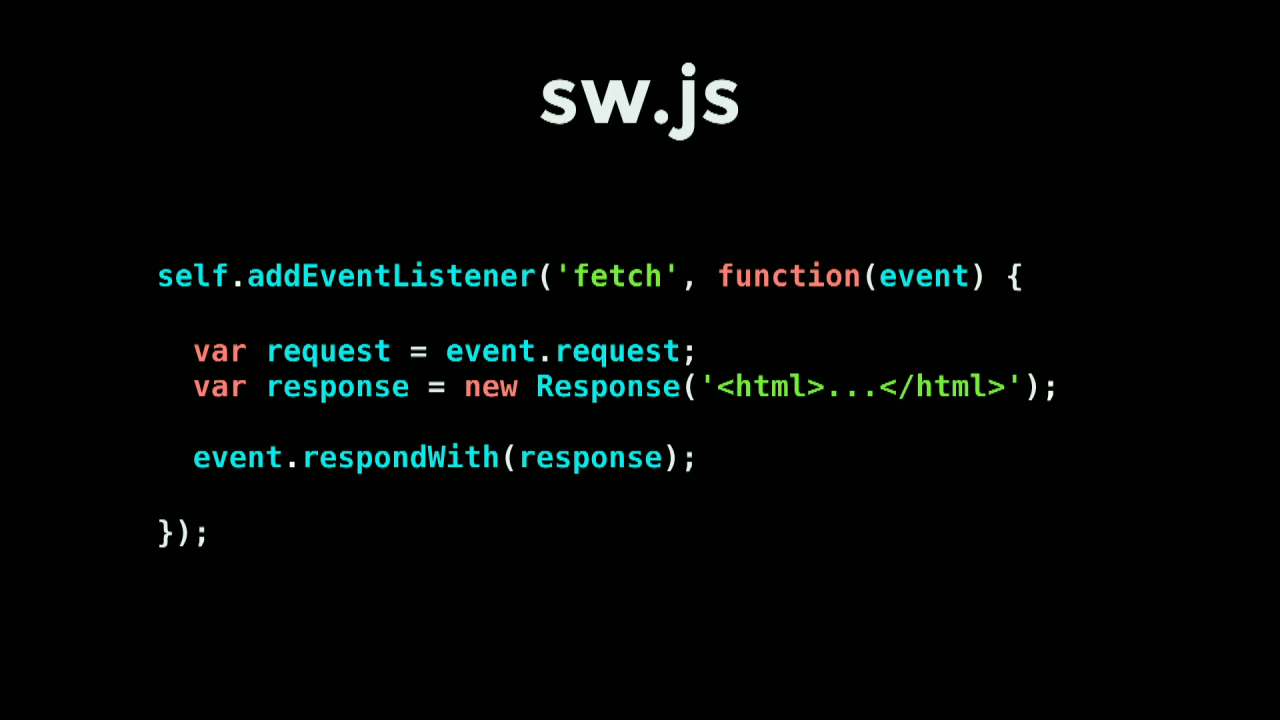 sw.js
self.addEventListener('fetch', function(event) {
var request = event.request;
var response = new Response('<html>...</html>');
event.respondWith(response);
});